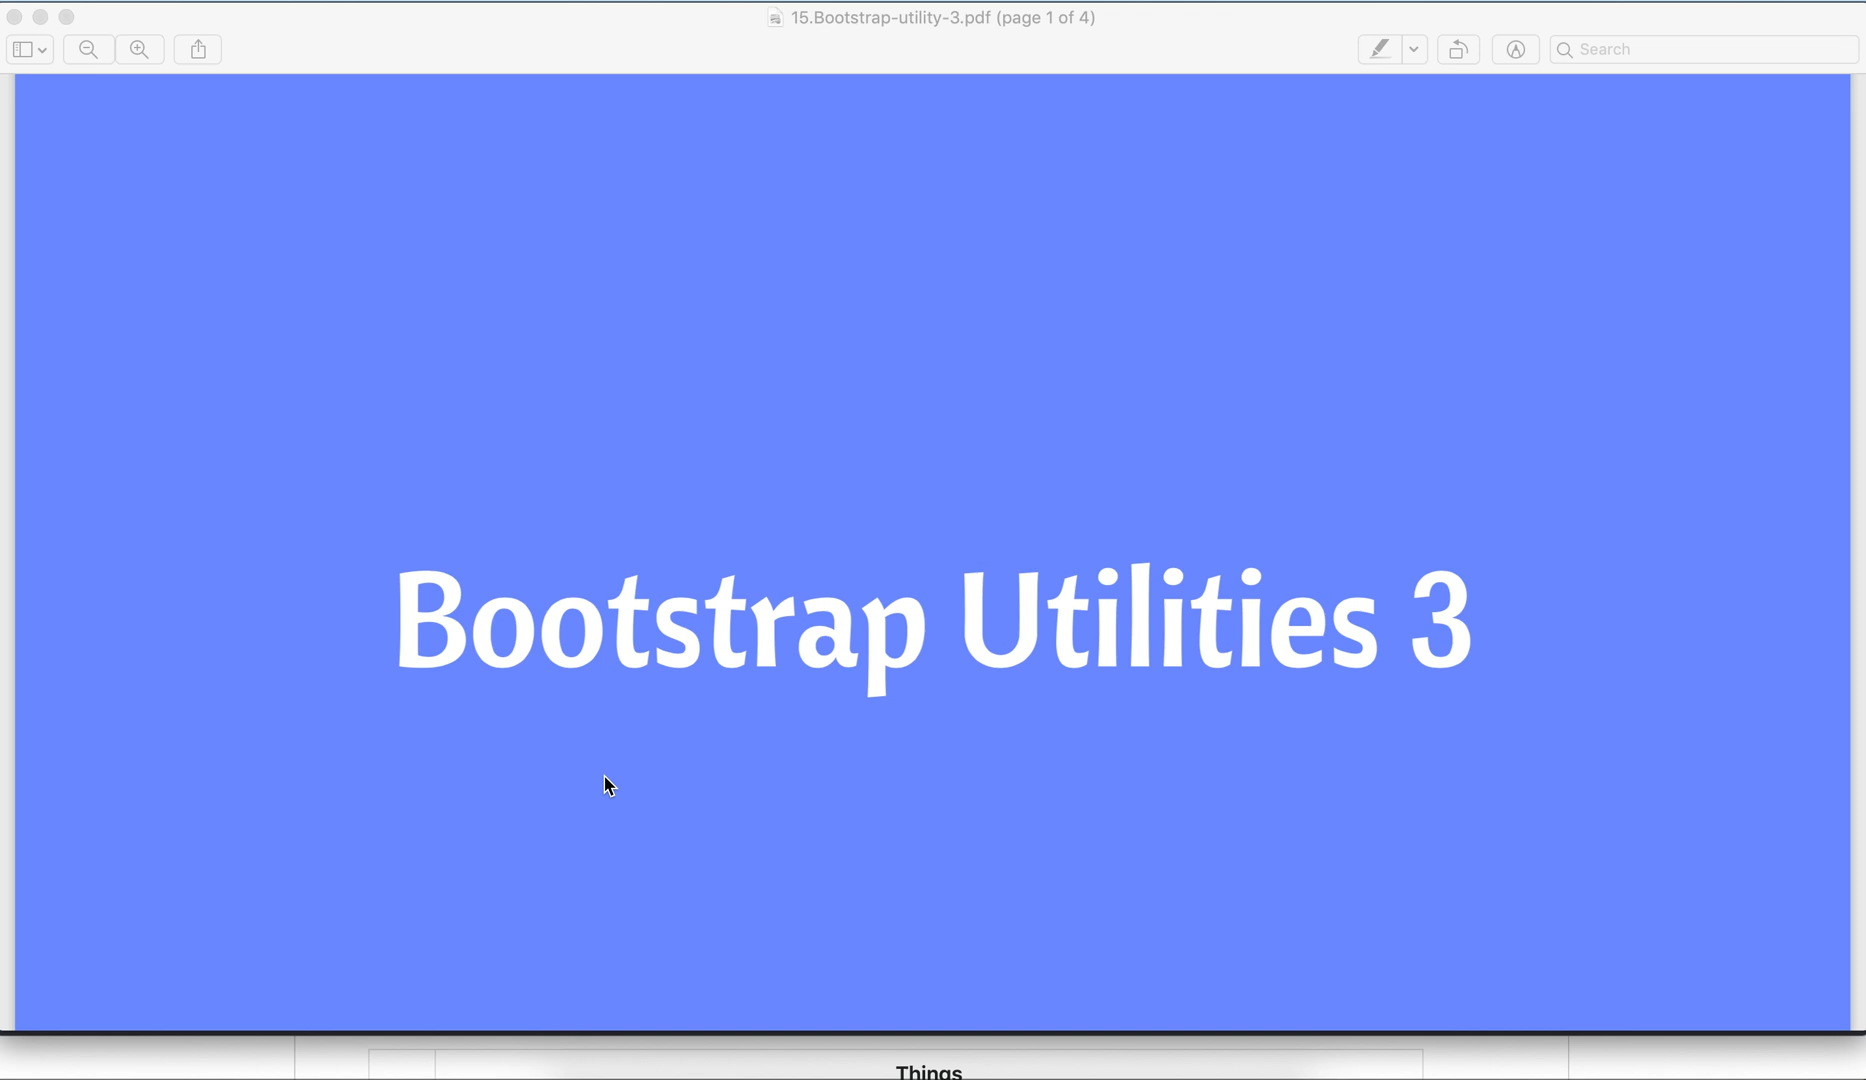 15.Bootstrap-utility-3.pdf (page 1 of 4)
Search
Bootstrap Utilities 3
Things